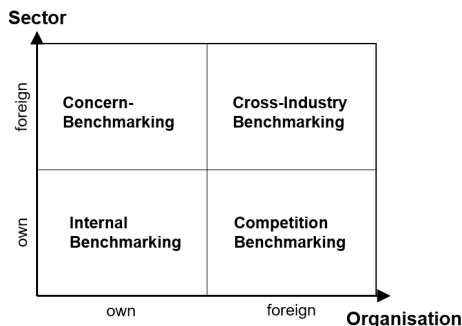 Sector
foreign
Concern-
Benchmarking
Cross-Industry
Benchmarking
own
Internal
Benchmarking
Competition
Benchmarking
own
foreign
Organisation